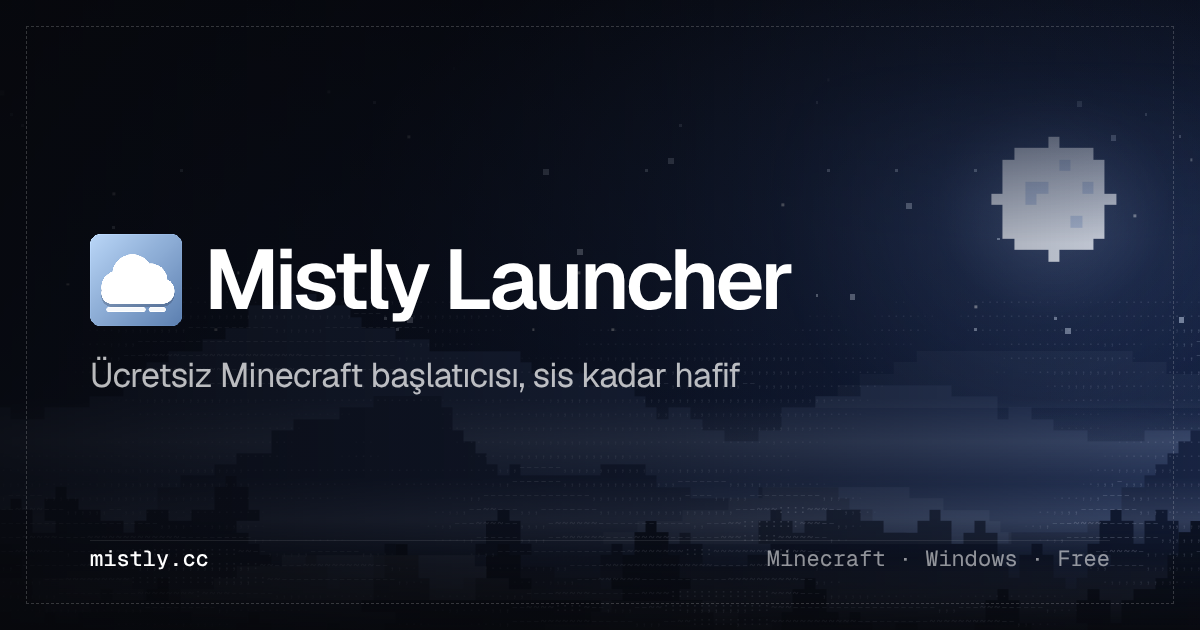 Mistly Launcher
Ücretsiz Minecraft başlatıcısı, sis kadar hafif
mistly.cc
Minecraft · Windows · Free